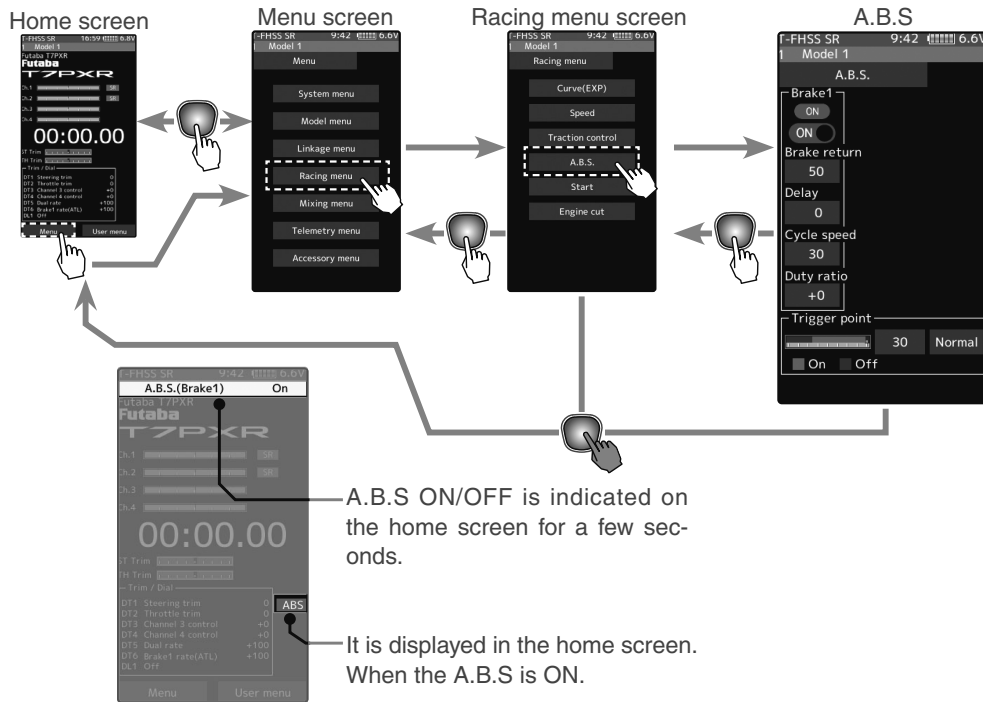 Home screen
T-FHSS SR 16:59 6.8V
1 Model 1
Futaba T7PXR
Futaba
T7PXR
Ch.1 SR
Ch.2 SR
Ch.3
Ch.4
00:00.00
ST Trim
TH Trim
Trim / Dial
DT1 Steering trim 0
DT2 Throttle trim 0
DT3 Channel 3 control +0
DT4 Channel 4 control +0
DT5 Dual rate +100
DT6 Brake1 rate(ATL) +100
DL1 Off
Menu User menu
Menu screen
T-FHSS SR 9:42 6.6V
1 Model 1
Menu
System menu
Model menu
Linkage menu
Racing menu
Mixing menu
Telemetry menu
Accessory menu
Racing menu screen
T-FHSS SR 9:42 6.6V
1 Model 1
Racing menu
Curve(EXP)
Speed
Traction control
A.B.S.
Start
Engine cut
A.B.S
T-FHSS SR 9:42 6.6V
1 Model 1
A.B.S.
Brake1
ON
ON
Brake return
50
Delay
0
Cycle speed
30
Duty ratio
+0
Trigger point
30 Normal
On Off
T-FHSS SR 9:42 6.6V
A.B.S.(Brake1) On
Futaba T7PXR
Futaba
T7PXR
Ch.1 SR
Ch.2 SR
Ch.3
Ch.4
00:00.00
ST Trim
TH Trim
Trim / Dial
DT1 Steering trim 0
DT2 Throttle trim 0
DT3 Channel 3 control +0
DT4 Channel 4 control +0
DT5 Dual rate +100
DT6 Brake1 rate(ATL) +100
DL1 Off
ABS
Menu User menu
A.B.S ON/OFF is indicated on
the home screen for a few sec-
onds.
It is displayed in the home screen.
When the A.B.S is ON.